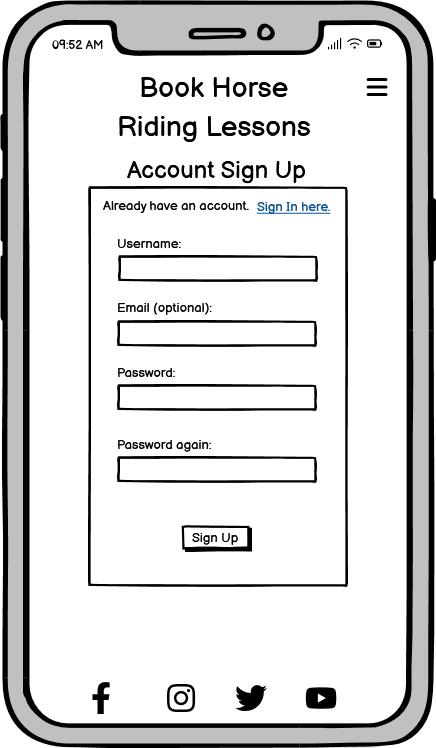 09:52 AM
Book Horse
Riding Lessons
Account Sign Up
Already have an account. Sign In here.
Username:
Email (optional):
Password:
Password again:
Sign Up